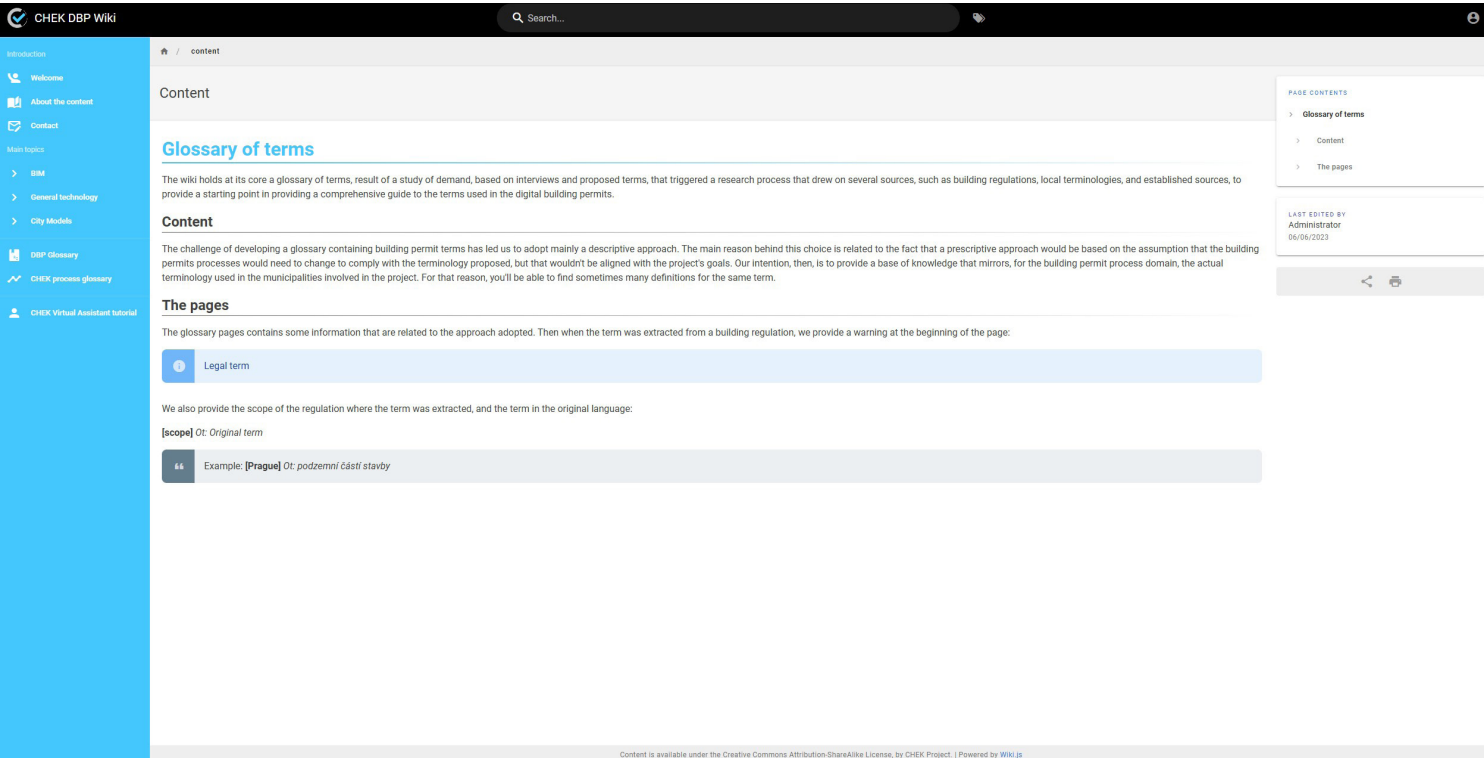 CHEK DBP Wiki
Search...
Introduction
Welcome
About the content
Contact
Main topics
BIM
General technology
City Models
DBP Glossary
CHEK process glossary
CHEK Virtual Assistant tutorial
/ content
Content
Glossary of terms
The wiki holds at its core a glossary of terms, result of a study of demand, based on interviews and proposed terms, that triggered a research process that drew on several sources, such as building regulations, local terminologies, and established sources, to
provide a starting point in providing a comprehensive guide to the terms used in the digital building permits.
Content
The challenge of developing a glossary containing building permit terms has led us to adopt mainly a descriptive approach. The main reason behind this choice is related to the fact that a prescriptive approach would be based on the assumption that the building
permits processes would need to change to comply with the terminology proposed, but that wouldn't be aligned with the project's goals. Our intention, then, is to provide a base of knowledge that mirrors, for the building permit process domain, the actual
terminology used in the municipalities involved in the project. For that reason, you'll be able to find sometimes many definitions for the same term.
The pages
The glossary pages contains some information that are related to the approach adopted. Then when the term was extracted from a building regulation, we provide a warning at the beginning of the page:
Legal term
We also provide the scope of the regulation where the term was extracted, and the term in the original language:
[scope] Ot: Original term
Example: [Prague] Ot: podzemní částí stavby
PAGE CONTENTS
Glossary of terms
Content
The pages
LAST EDITED BY
Administrator
06/06/2023
Content is available under the Creative Commons Attribution-ShareAlike License, by CHEK Project. | Powered by Wiki.js